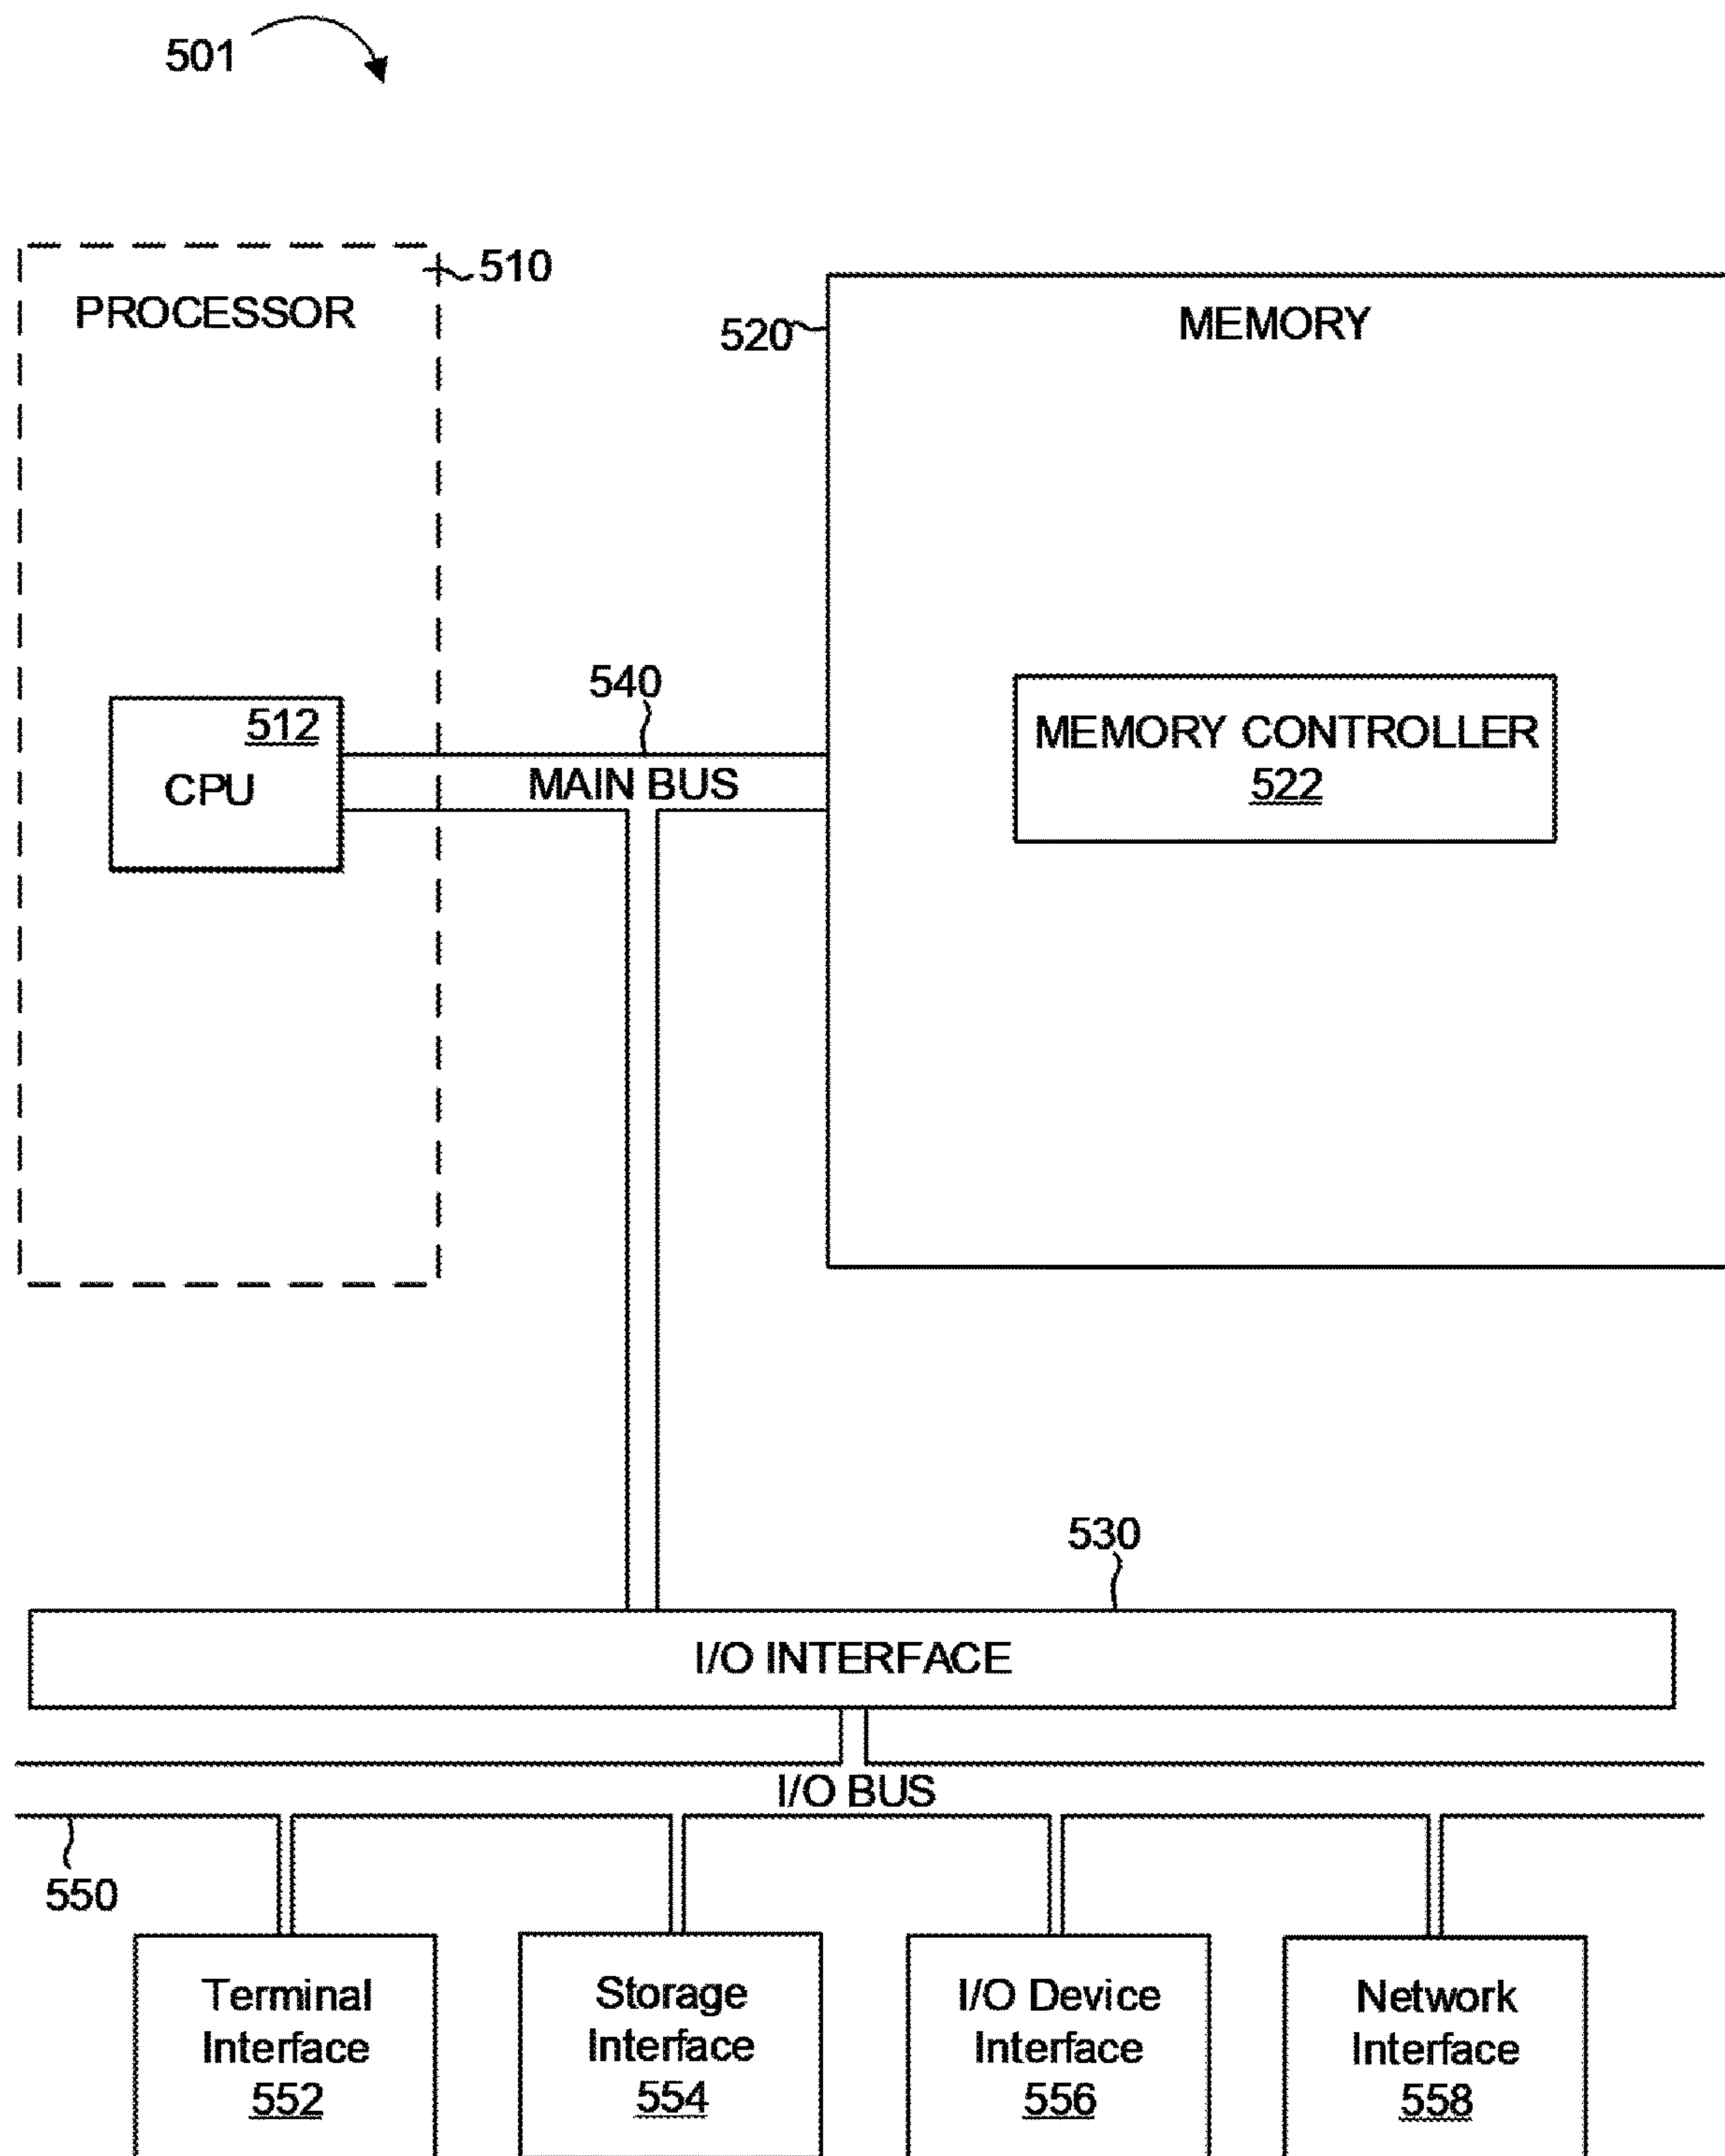 501
510
PROCESSOR
520
MEMORY
540
512
CPU
MAIN BUS
MEMORY CONTROLLER
522
530
I/O INTERFACE
I/O BUS
550
Terminal
Interface
552
Storage
Interface
554
I/O Device
Interface
556
Network
Interface
558